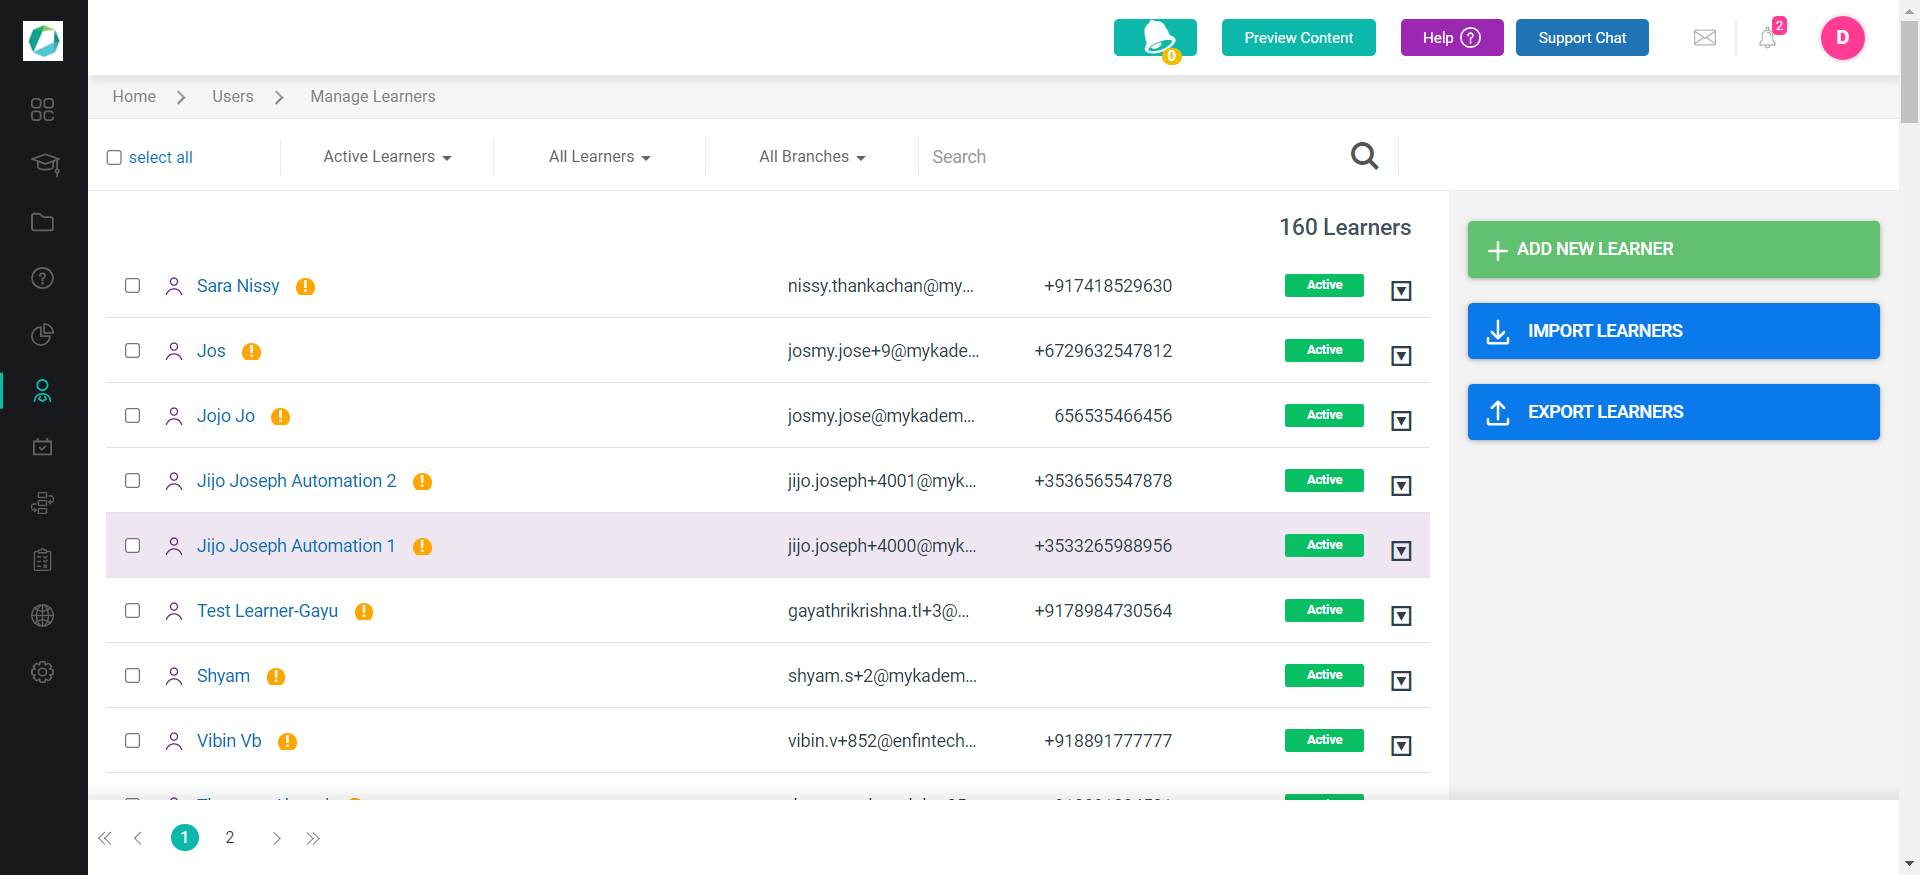 0
Preview Content
Help ?
Support Chat
2
D
Home
Users
Manage Learners
select all
Active Learners
All Learners
All Branches
Search
160 Learners
ADD NEW LEARNER
IMPORT LEARNERS
EXPORT LEARNERS
Sara Nissy ! nissy.thankachan@my... +917418529630 Active
Jos ! josmy.jose+9@mykade... +6729632547812 Active
Jojo Jo ! josmy.jose@mykadem... 656535466456 Active
Jijo Joseph Automation 2 ! jijo.joseph+4001@myk... +3536565547878 Active
Jijo Joseph Automation 1 ! jijo.joseph+4000@myk... +3533265988956 Active
Test Learner-Gayu ! gayathrikrishna.tl+3@... +9178984730564 Active
Shyam ! shyam.s+2@mykadem... Active
Vibin Vb ! vibin.v+852@enfintech... +918891777777 Active
1 2